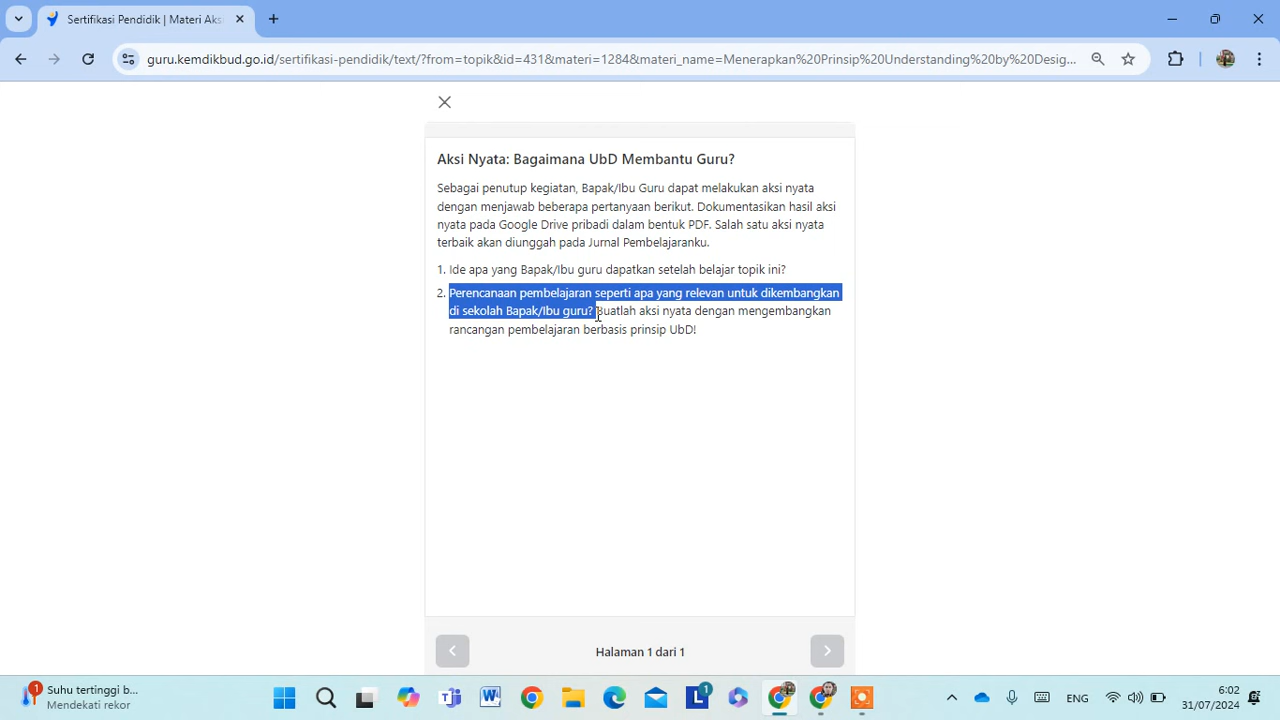 Sertifikasi Pendidik | Materi Aks
guru.kemdikbud.go.id/sertifikasi-pendidik/text/?from=topik&id=431&materi=1284&materi_name=Menerapkan%20Prinsip%20Understanding%20by%20Desig...
Aksi Nyata: Bagaimana UbD Membantu Guru?
Sebagai penutup kegiatan, Bapak/Ibu Guru dapat melakukan aksi nyata
dengan menjawab beberapa pertanyaan berikut. Dokumentasikan hasil aksi
nyata pada Google Drive pribadi dalam bentuk PDF. Salah satu aksi nyata
terbaik akan diunggah pada Jurnal Pembelajaranku.
1. Ide apa yang Bapak/Ibu guru dapatkan setelah belajar topik ini?
2. Perencanaan pembelajaran seperti apa yang relevan untuk dikembangkan
di sekolah Bapak/Ibu guru? Buatlah aksi nyata dengan mengembangkan
rancangan pembelajaran berbasis prinsip UbD!
Halaman 1 dari 1
1
Suhu tertinggi b...
Mendekati rekor
W
L
1
ENG
6:02
31/07/2024